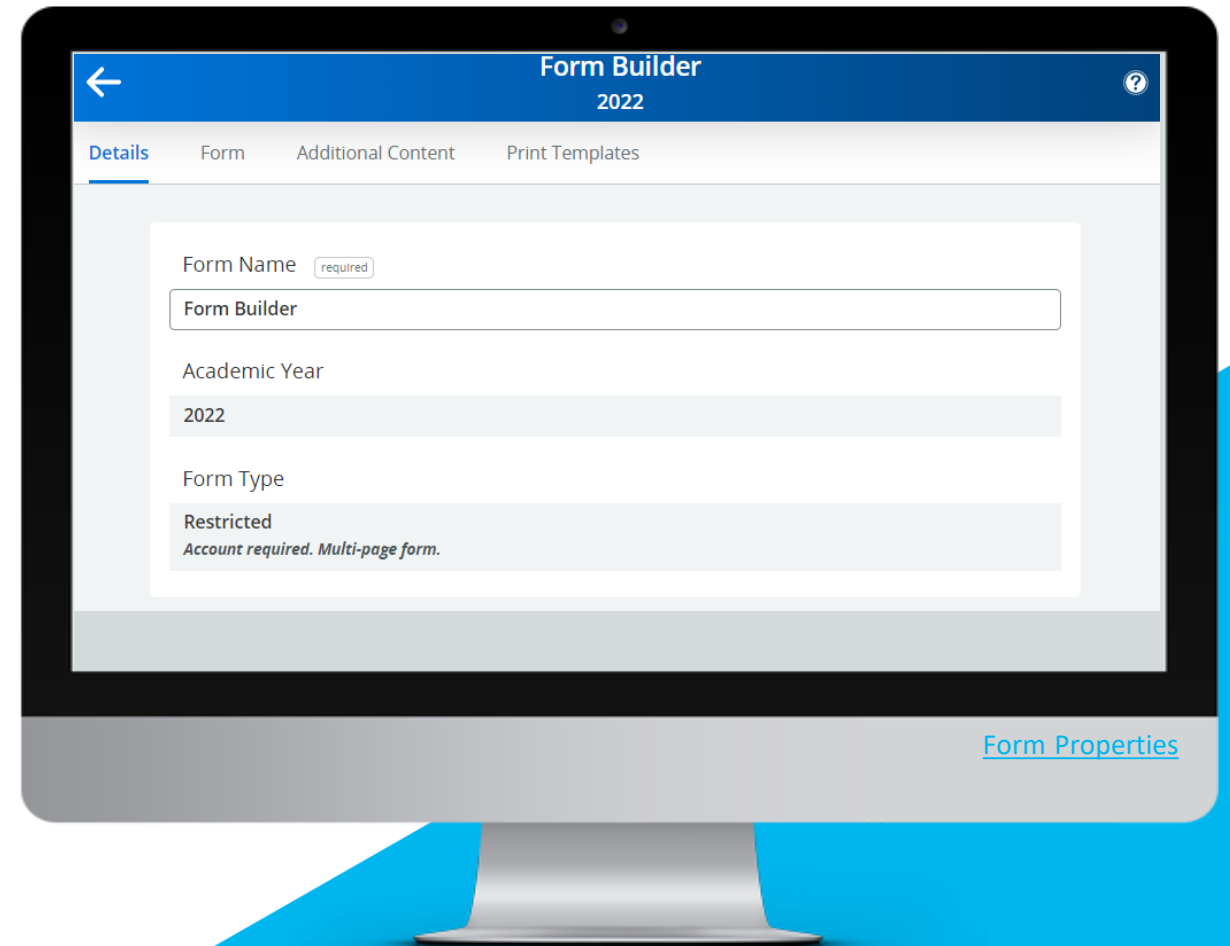 Form Builder
2022
Details Form Additional Content Print Templates
Form Name required
Form Builder
Academic Year
2022
Form Type
Restricted
Account required. Multi-page form.
Form Properties